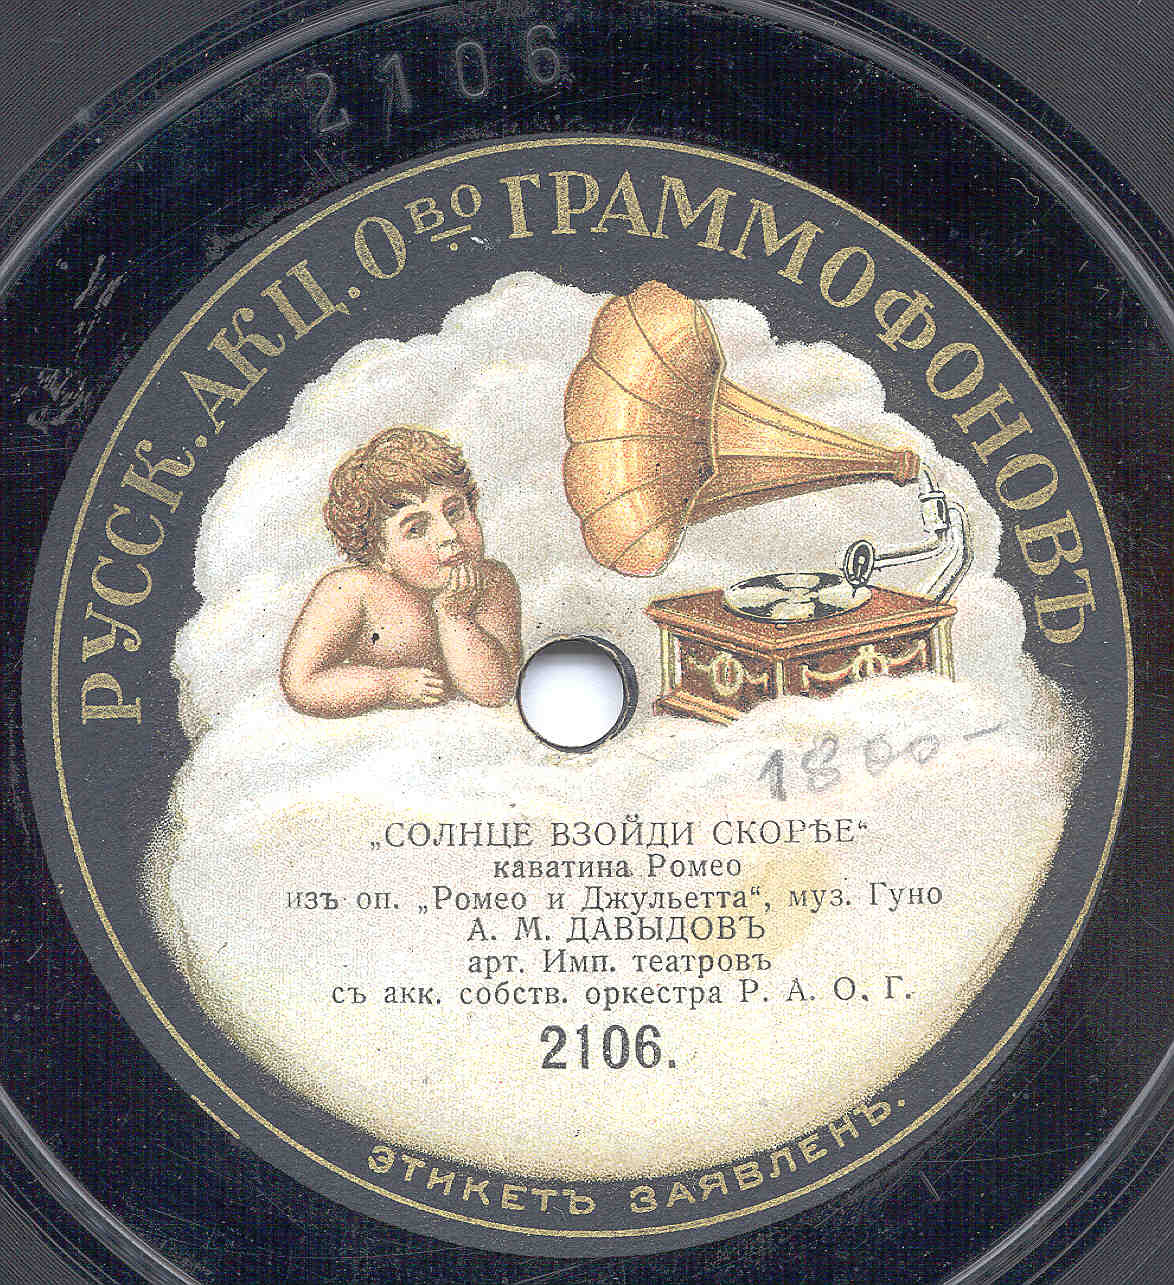 2106
РУССК. АКЦ. Ово ГРАММОФОНОВЪ
1800-
„СОЛНЦЕ ВЗОЙДИ СКОРѢЕ“
каватина Ромео
изъ оп. „Ромео и Джульетта“, муз. Гуно
А. М. ДАВЫДОВЪ
арт. Имп. театровъ
съ акк. собств. оркестра Р. А. О. Г.
2106.
ЭТИКЕТЪ ЗАЯВЛЕНЪ.